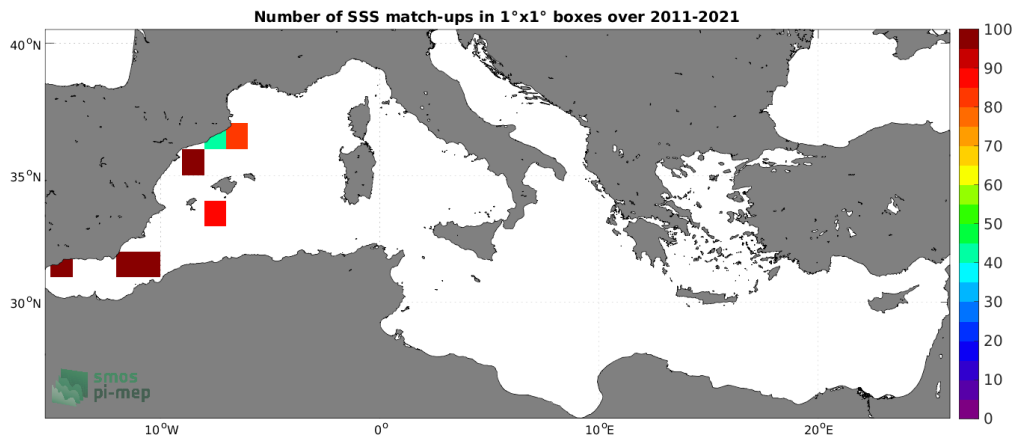 Number of SSS match-ups in 1°x1° boxes over 2011-2021
40°N
35°N
30°N
10°W
0°
10°E
20°E
100
90
80
70
60
50
40
30
20
10
0
smos
pi-mep